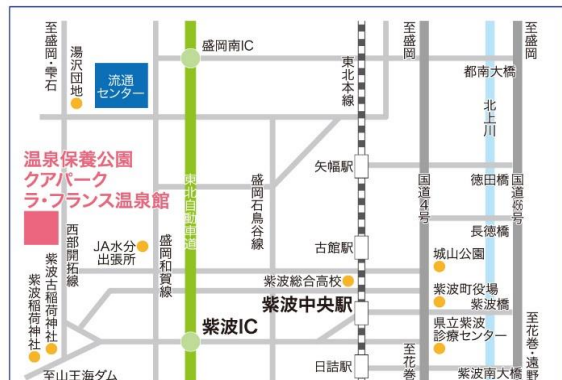 至盛岡・雫石
湯沢団地
流通
センター
盛岡南IC
東北本線
至盛岡
至盛岡
都南大橋
北上川
温泉保養公園
クアパーク
ラ・フランス温泉館
東北自動車道
盛岡石鳥谷線
矢幅駅
国道4号
徳田橋
国道456号
長徳橋
西部開拓線
JA水分
出張所
盛岡和賀線
古館駅
城山公園
紫波総合高校
紫波町役場
紫波稲荷神社
紫波古稲荷神社
紫波中央駅
紫波橋
紫波IC
県立紫波
診療センター
至山王海ダム
日詰駅
至花巻
紫波南大橋
至花巻・遠野